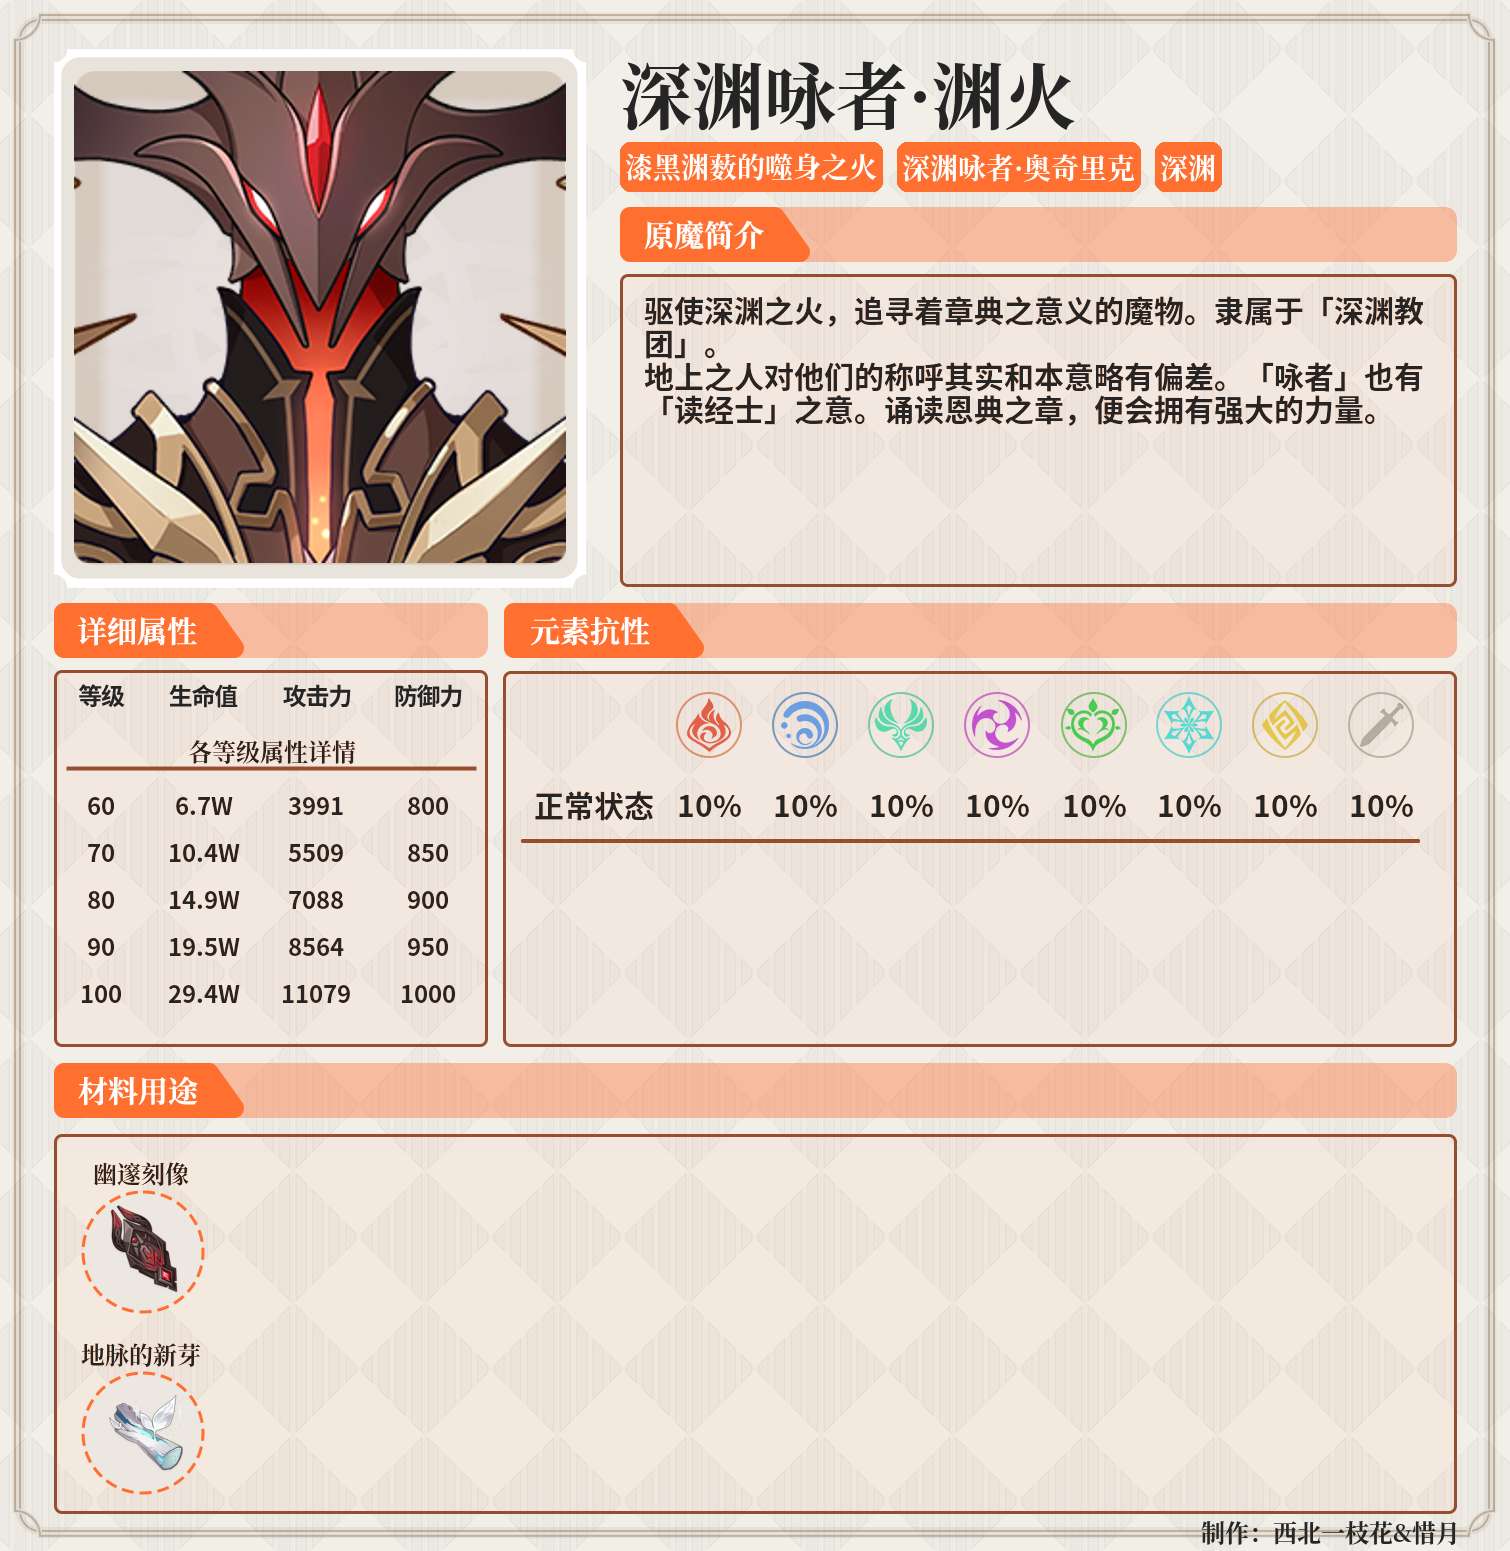 深渊咏者·渊火
漆黑渊薮的噬身之火 深渊咏者·奥奇里克 深渊
原魔简介
驱使深渊之火，追寻着章典之意义的魔物。隶属于「深渊教
团」。
地上之人对他们的称呼其实和本意略有偏差。「咏者」也有
「读经士」之意。诵读恩典之章，便会拥有强大的力量。
详细属性
等级 生命值 攻击力 防御力
各等级属性详情
60 6.7W 3991 800
70 10.4W 5509 850
80 14.9W 7088 900
90 19.5W 8564 950
100 29.4W 11079 1000
元素抗性
正常状态 10% 10% 10% 10% 10% 10% 10% 10%
材料用途
幽邃刻像
地脉的新芽
制作：西北一枝花&惜月